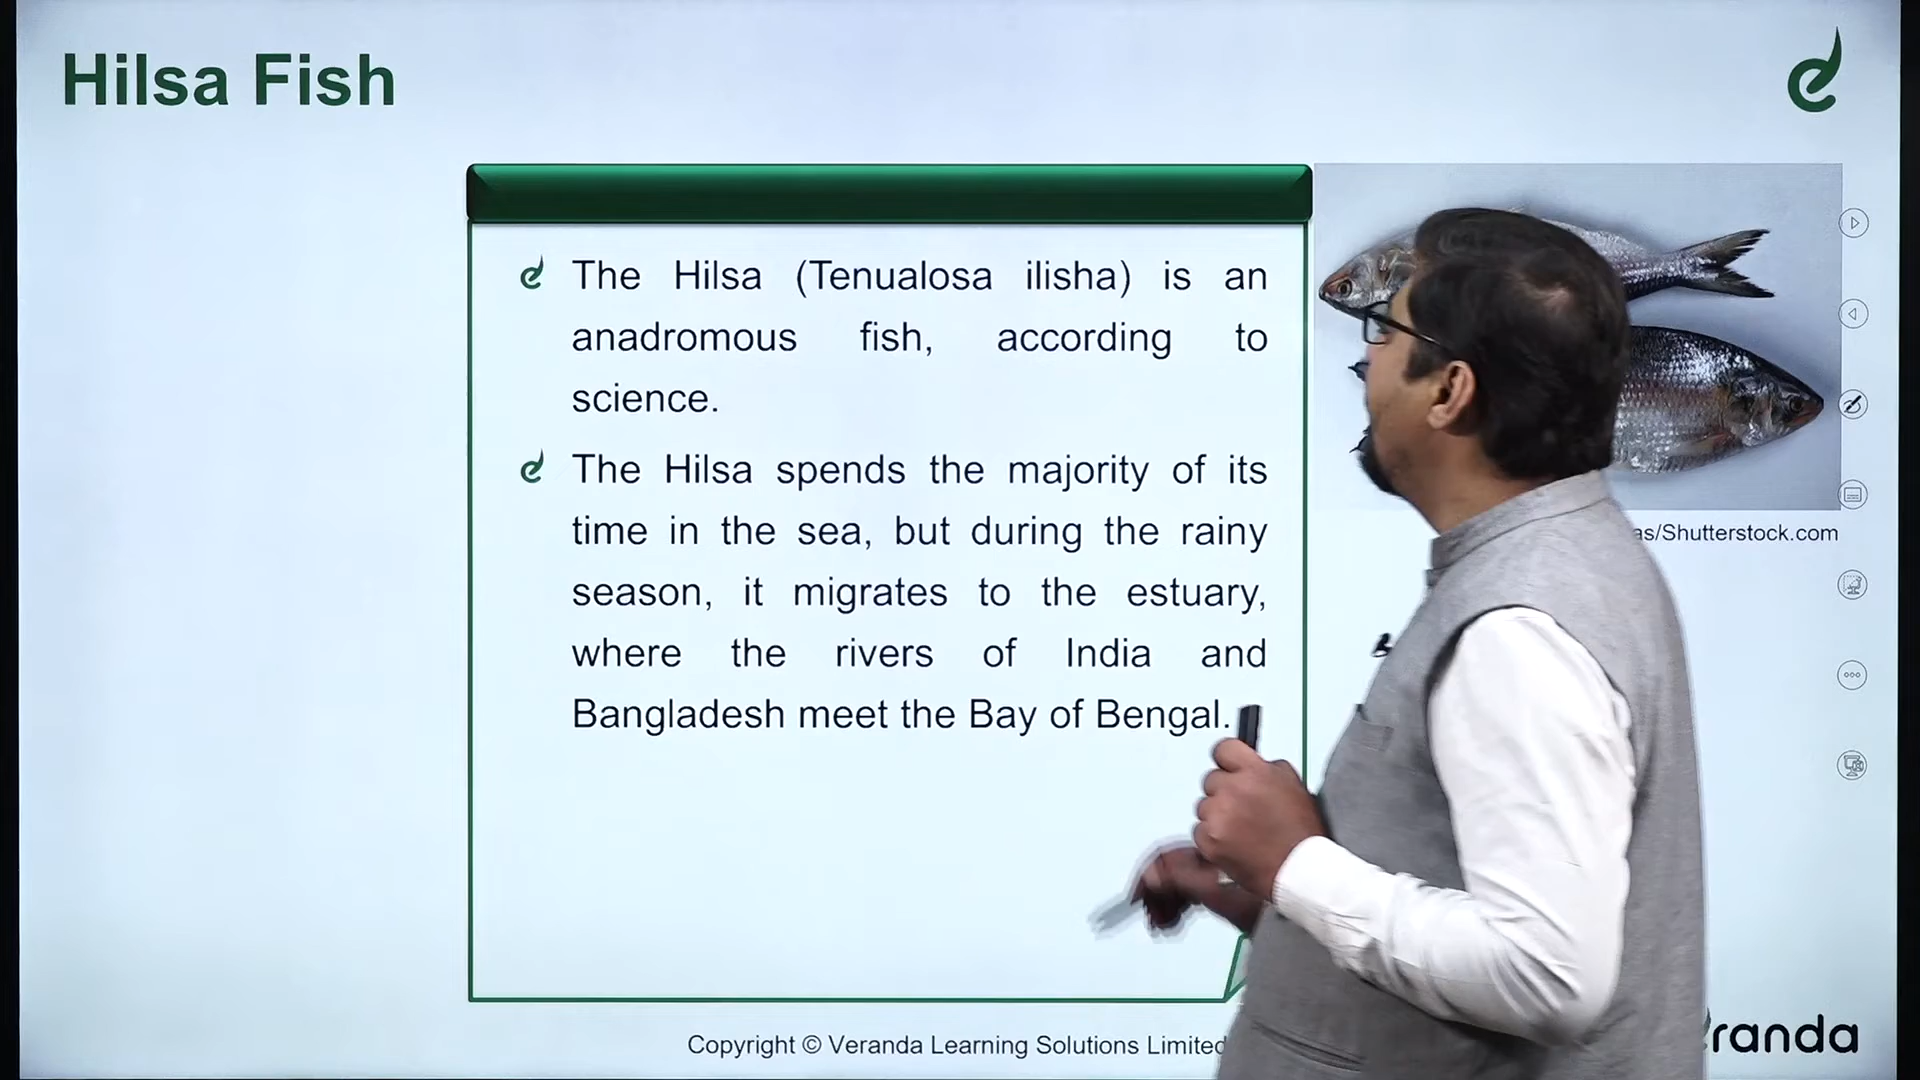 Hilsa Fish
The Hilsa (Tenualosa ilisha) is an
anadromous fish, according to
science.
The Hilsa spends the majority of its
time in the sea, but during the rainy
season, it migrates to the estuary,
where the rivers of India and
Bangladesh meet the Bay of Bengal.
as/Shutterstock.com
Copyright © Veranda Learning Solutions Limited
randa